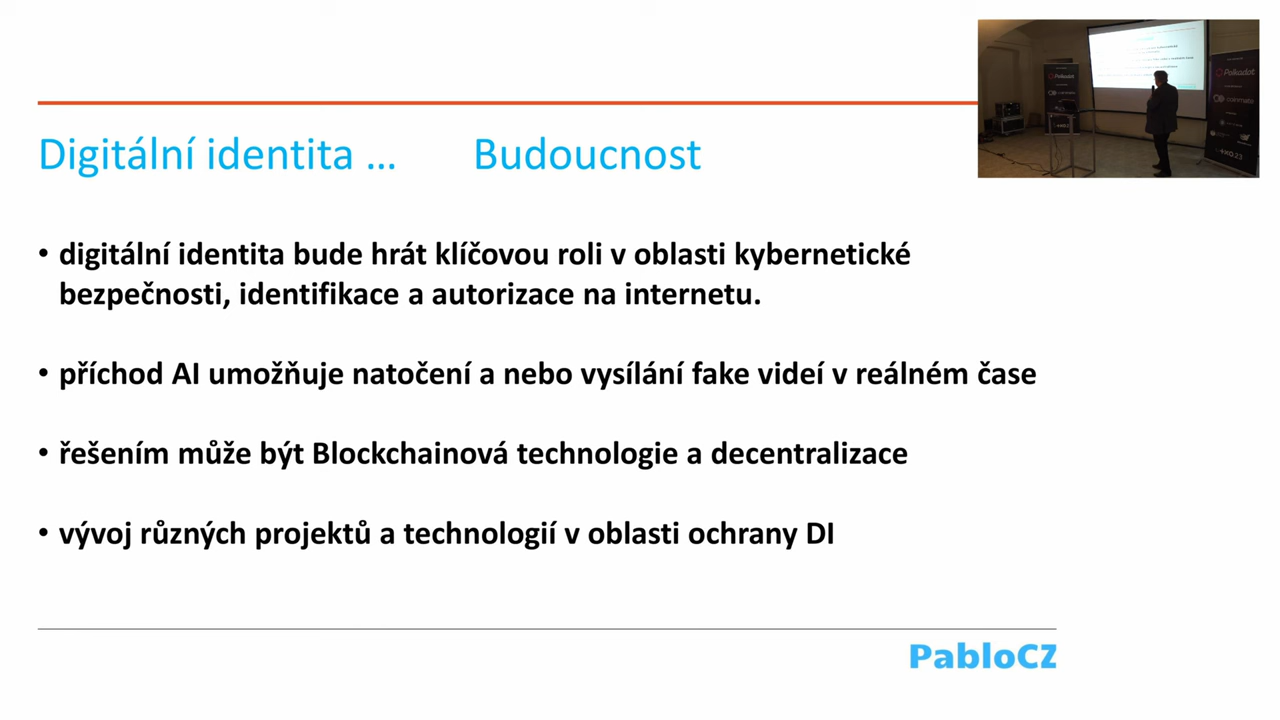 Digitální identita ... Budoucnost
• digitální identita bude hrát klíčovou roli v oblasti kybernetické
bezpečnosti, identifikace a autorizace na internetu.
• příchod AI umožňuje natočení a nebo vysílání fake videí v reálném čase
• řešením může být Blockchainová technologie a decentralizace
• vývoj různých projektů a technologií v oblasti ochrany DI
PabloCZ
Polkadot
coinmate